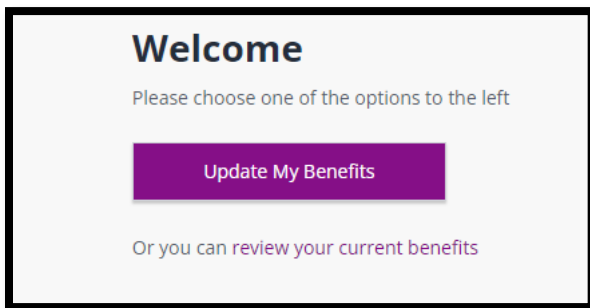 Welcome
Please choose one of the options to the left
Update My Benefits
Or you can review your current benefits